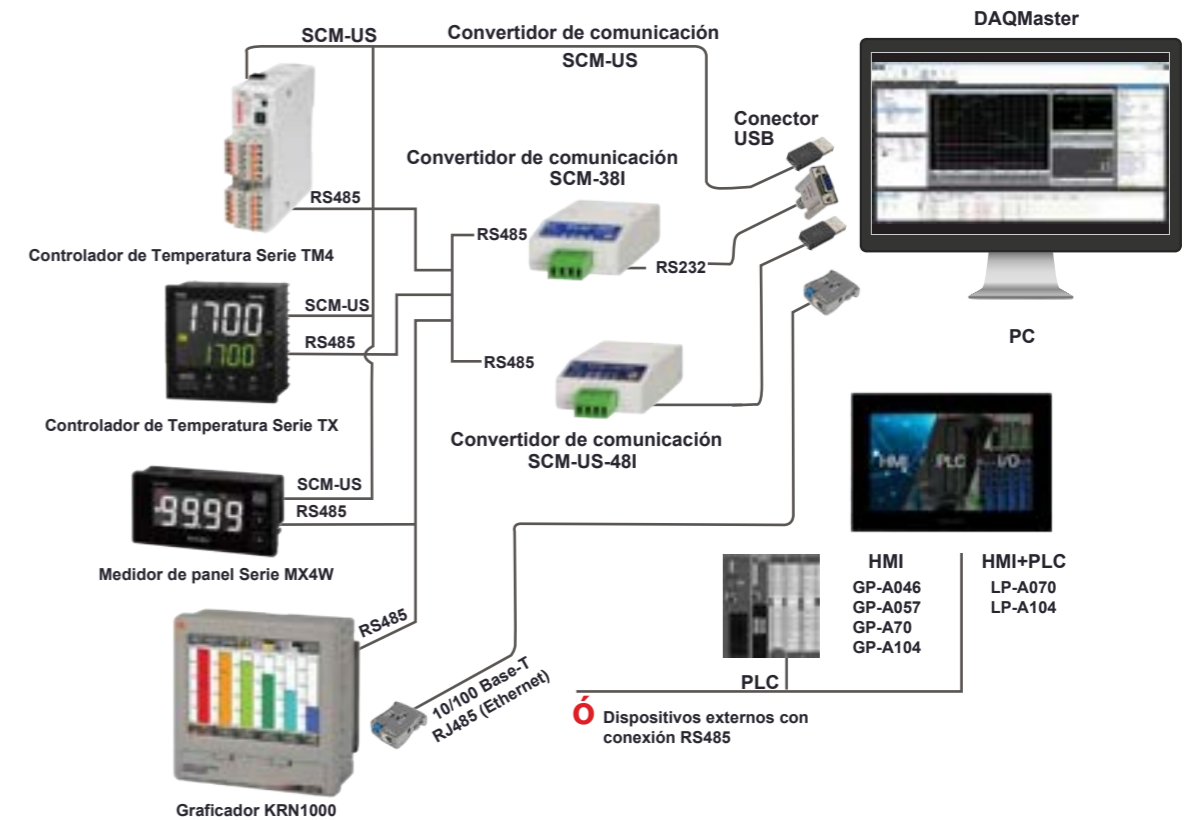 DAQMaster
SCM-US
Convertidor de comunicación
SCM-US
Conector
USB
Convertidor de comunicación
SCM-38I
RS485
RS485
RS232
Controlador de Temperatura Serie TM4
1700
1700
SCM-US
RS485
RS485
PC
Controlador de Temperatura Serie TX
Convertidor de comunicación
SCM-US-48I
HMI
PLC
I/O
SCM-US
RS485
-99.99
Medidor de panel Serie MX4W
HMI
GP-A046
GP-A057
GP-A70
GP-A104
HMI+PLC
LP-A070
LP-A104
RS485
10/100 Base-T
RJ485 (Ethernet)
PLC
Ó Dispositivos externos con
conexión RS485
Graficador KRN1000